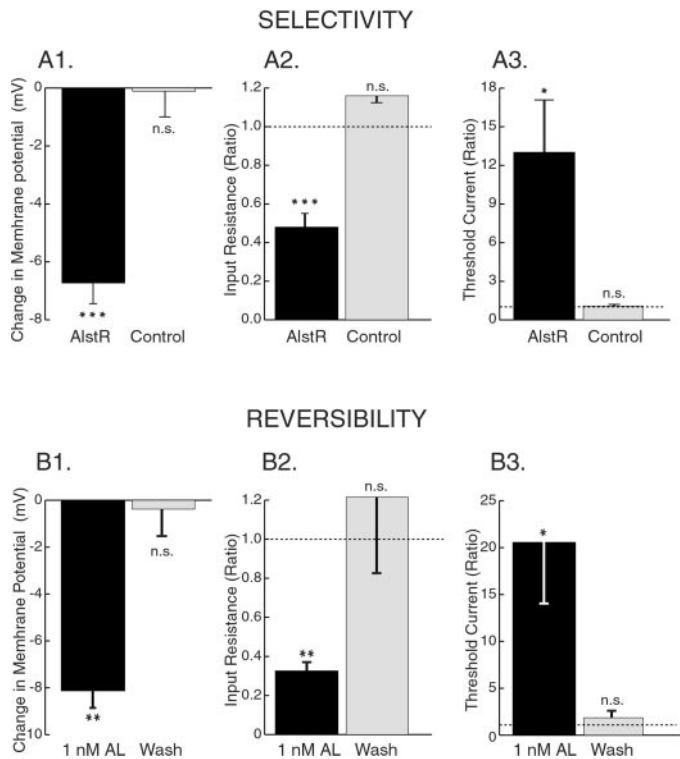 SELECTIVITY
A1.
Change in Membrane potential (mV)
0
-2
-4
-6
-8
n.s.
***
AlstR Control
A2.
Input Resistance (Ratio)
1.2
1.0
0.8
0.6
0.4
0.2
0.0
n.s.
***
AlstR Control
A3.
Threshold Current (Ratio)
18
15
12
9
6
3
0
*
n.s.
AlstR Control
REVERSIBILITY
B1.
Change in Membrane Potential (mV)
0
-2
-4
-6
-8
10
n.s.
**
1 nM AL Wash
B2.
Input Resistance (Ratio)
1.2
1.0
0.8
0.6
0.4
0.2
0
n.s.
**
1 nM AL Wash
B3.
Threshold Current (Ratio)
25
20
15
10
5
0
*
n.s.
1 nM AL Wash